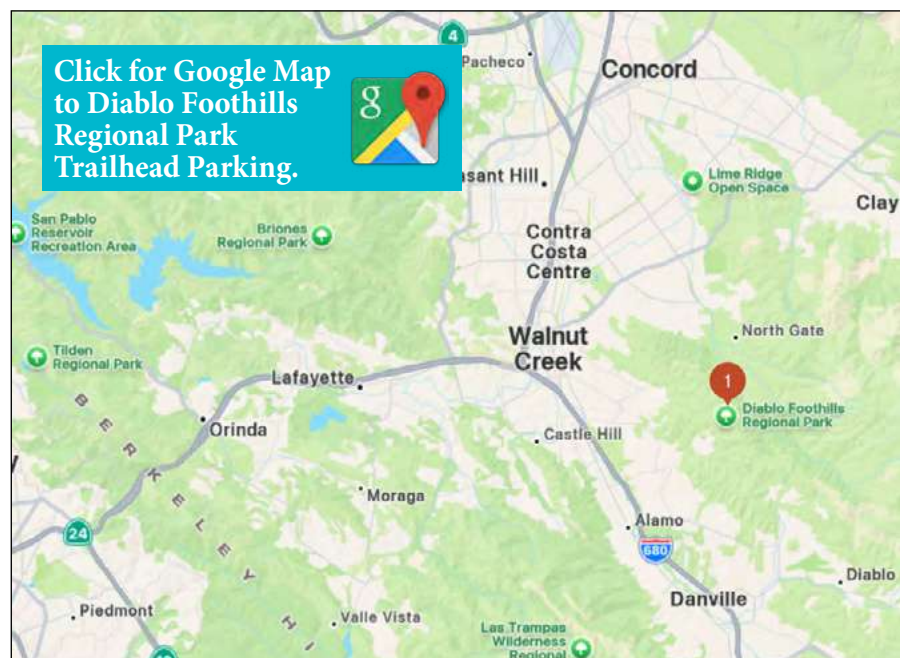 4
Pacheco
Concord
Click for Google Map
to Diablo Foothills
Regional Park
Trailhead Parking.
g
asant Hill
Lime Ridge
Open Space
Clay
San Pablo
Reservoir
Recreation Area
Briones
Regional Park
Contra
Costa
Centre
North Gate
Walnut
Creek
Tilden
Regional Park
Lafayette
1
Diablo Foothills
Regional Park
Orinda
Castle Hill
BERKELEY HI
Moraga
24
Alamo
680
Diablo
Danville
Piedmont
Valle Vista
Las Trampas
Wilderness
Regional